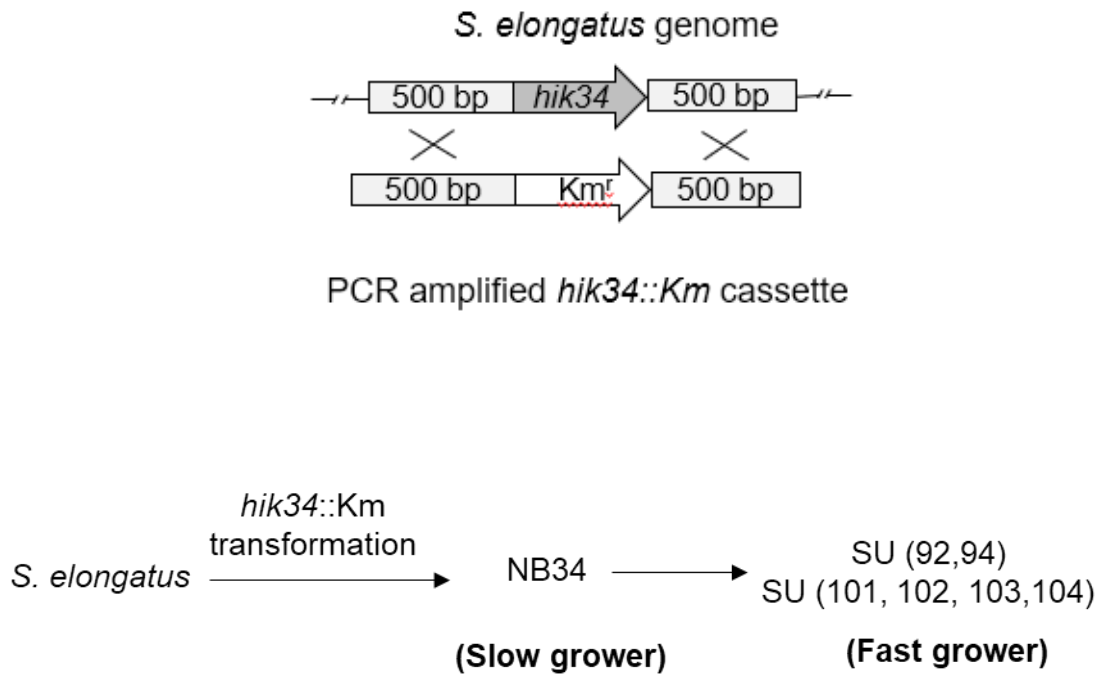 S. elongatus genome
500 bp hik34 500 bp
500 bp Kmʳ 500 bp
PCR amplified hik34::Km cassette
hik34::Km
transformation
S. elongatus
NB34
SU (92,94)
SU (101, 102, 103,104)
(Slow grower)
(Fast grower)